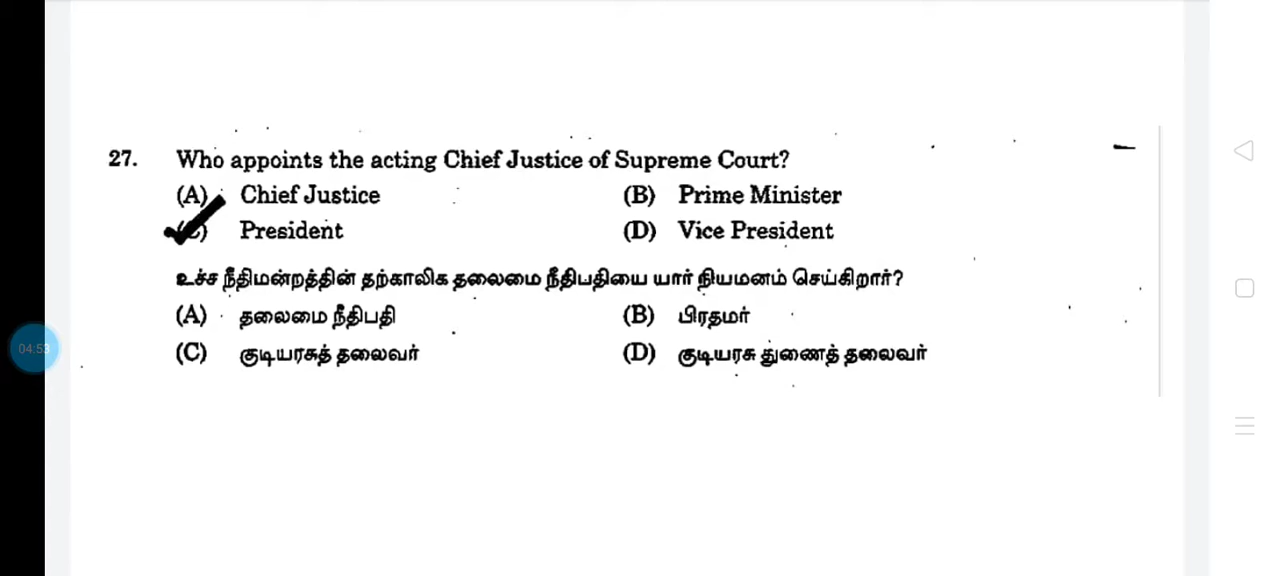 27. Who appoints the acting Chief Justice of Supreme Court?
(A) Chief Justice (B) Prime Minister
(C) President (D) Vice President
உச்ச நீதிமன்றத்தின் தற்காலிக தலைமை நீதிபதியை யார் நியமனம் செய்கிறார்?
(A) தலைமை நீதிபதி (B) பிரதமர்
(C) குடியரசுத் தலைவர் (D) குடியரசு துணைத் தலைவர்
04:53